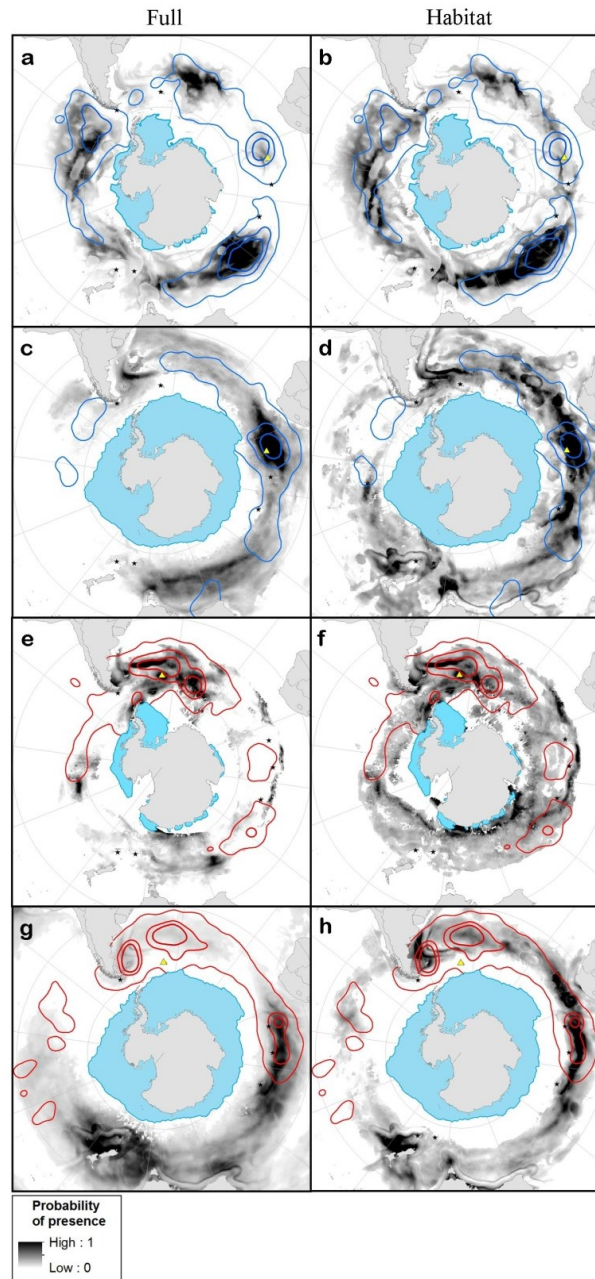 Full Habitat
a b
c d
e f
g h
Probability
of presence
High : 1
Low : 0